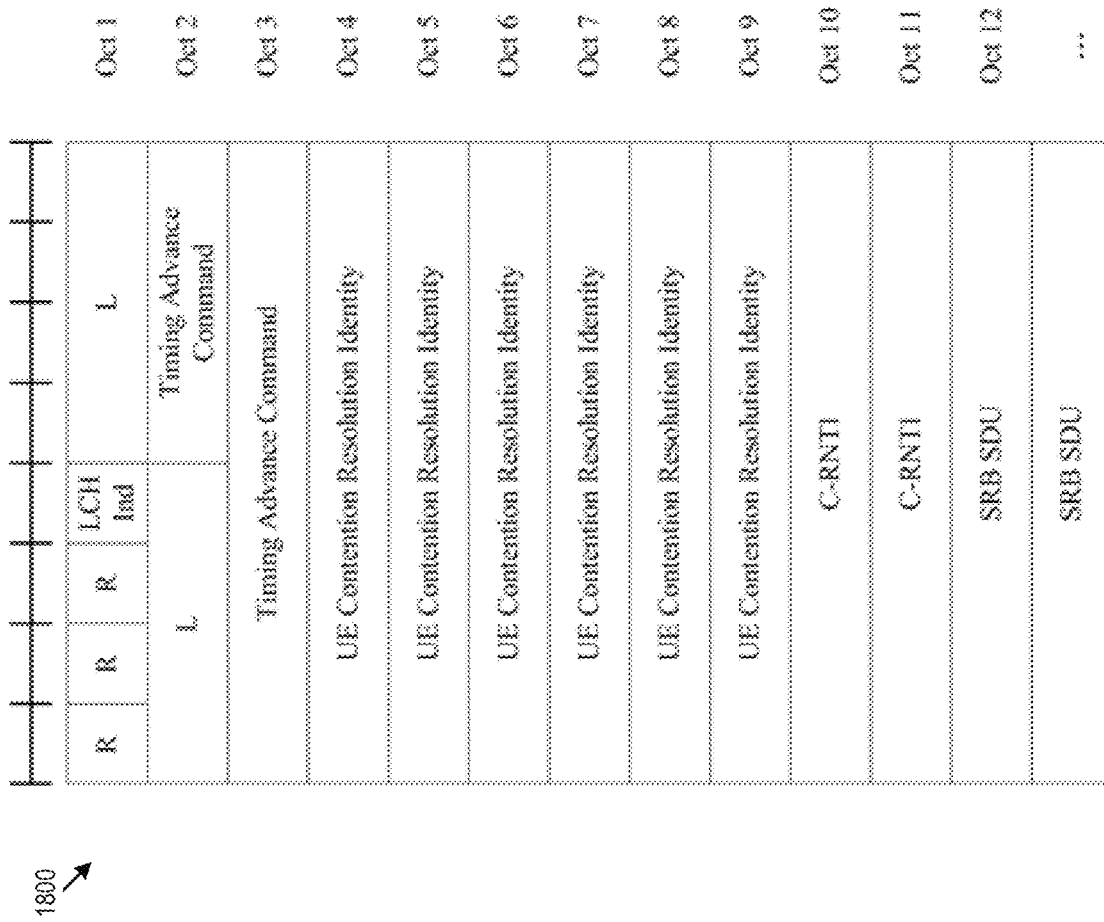 1800
R R R LCH Ind L Oct 1
L Timing Advance Command Oct 2
Timing Advance Command Oct 3
UE Contention Resolution Identity Oct 4
UE Contention Resolution Identity Oct 5
UE Contention Resolution Identity Oct 6
UE Contention Resolution Identity Oct 7
UE Contention Resolution Identity Oct 8
UE Contention Resolution Identity Oct 9
C-RNTI Oct 10
C-RNTI Oct 11
SRB SDU Oct 12
SRB SDU ...